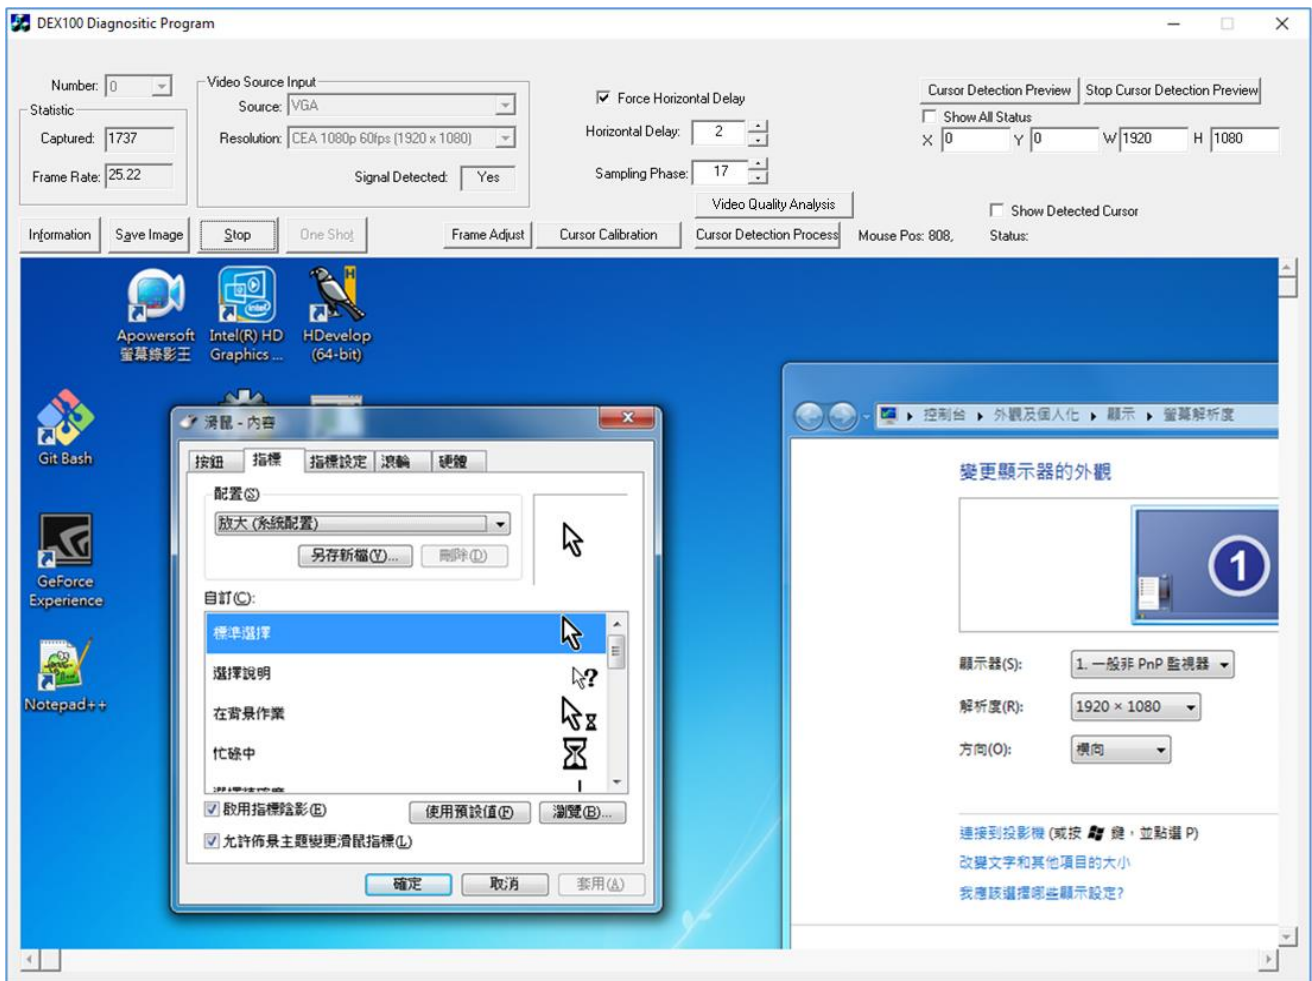 DEX100 Diagnositic Program
Number: 0
Statistic
Captured: 1737
Frame Rate: 25.22
Video Source Input
Source: VGA
Resolution: CEA 1080p 60fps (1920 x 1080)
Signal Detected: Yes
Force Horizontal Delay
Horizontal Delay: 2
Sampling Phase: 17
Video Quality Analysis
Cursor Detection Preview Stop Cursor Detection Preview
Show All Status
X 0 Y 0 W 1920 H 1080
Show Detected Cursor
Information Save Image Stop One Shot Frame Adjust Cursor Calibration Cursor Detection Process Mouse Pos: 808, Status:
Apowersoft
螢幕錄影王
Intel(R) HD
Graphics ...
HDevelop
(64-bit)
Git Bash
GeForce
Experience
Notepad++
滑鼠 - 內容
按鈕 指標 指標設定 滾輪 硬體
配置(S)
放大 (系統配置)
另存新檔(V)... 刪除(D)
自訂(C):
標準選擇
選擇說明
在背景作業
忙碌中
啟用指標陰影(E) 使用預設值(F) 瀏覽(B)...
允許佈景主題變更滑鼠指標(L)
確定 取消 套用(A)
控制台 外觀及個人化 顯示 螢幕解析度
變更顯示器的外觀
1
顯示器(S): 1. 一般非 PnP 監視器
解析度(R): 1920 × 1080
方向(O): 橫向
連接到投影機 (或按 鍵，並點選 P)
改變文字和其他項目的大小
我應該選擇哪些顯示設定?